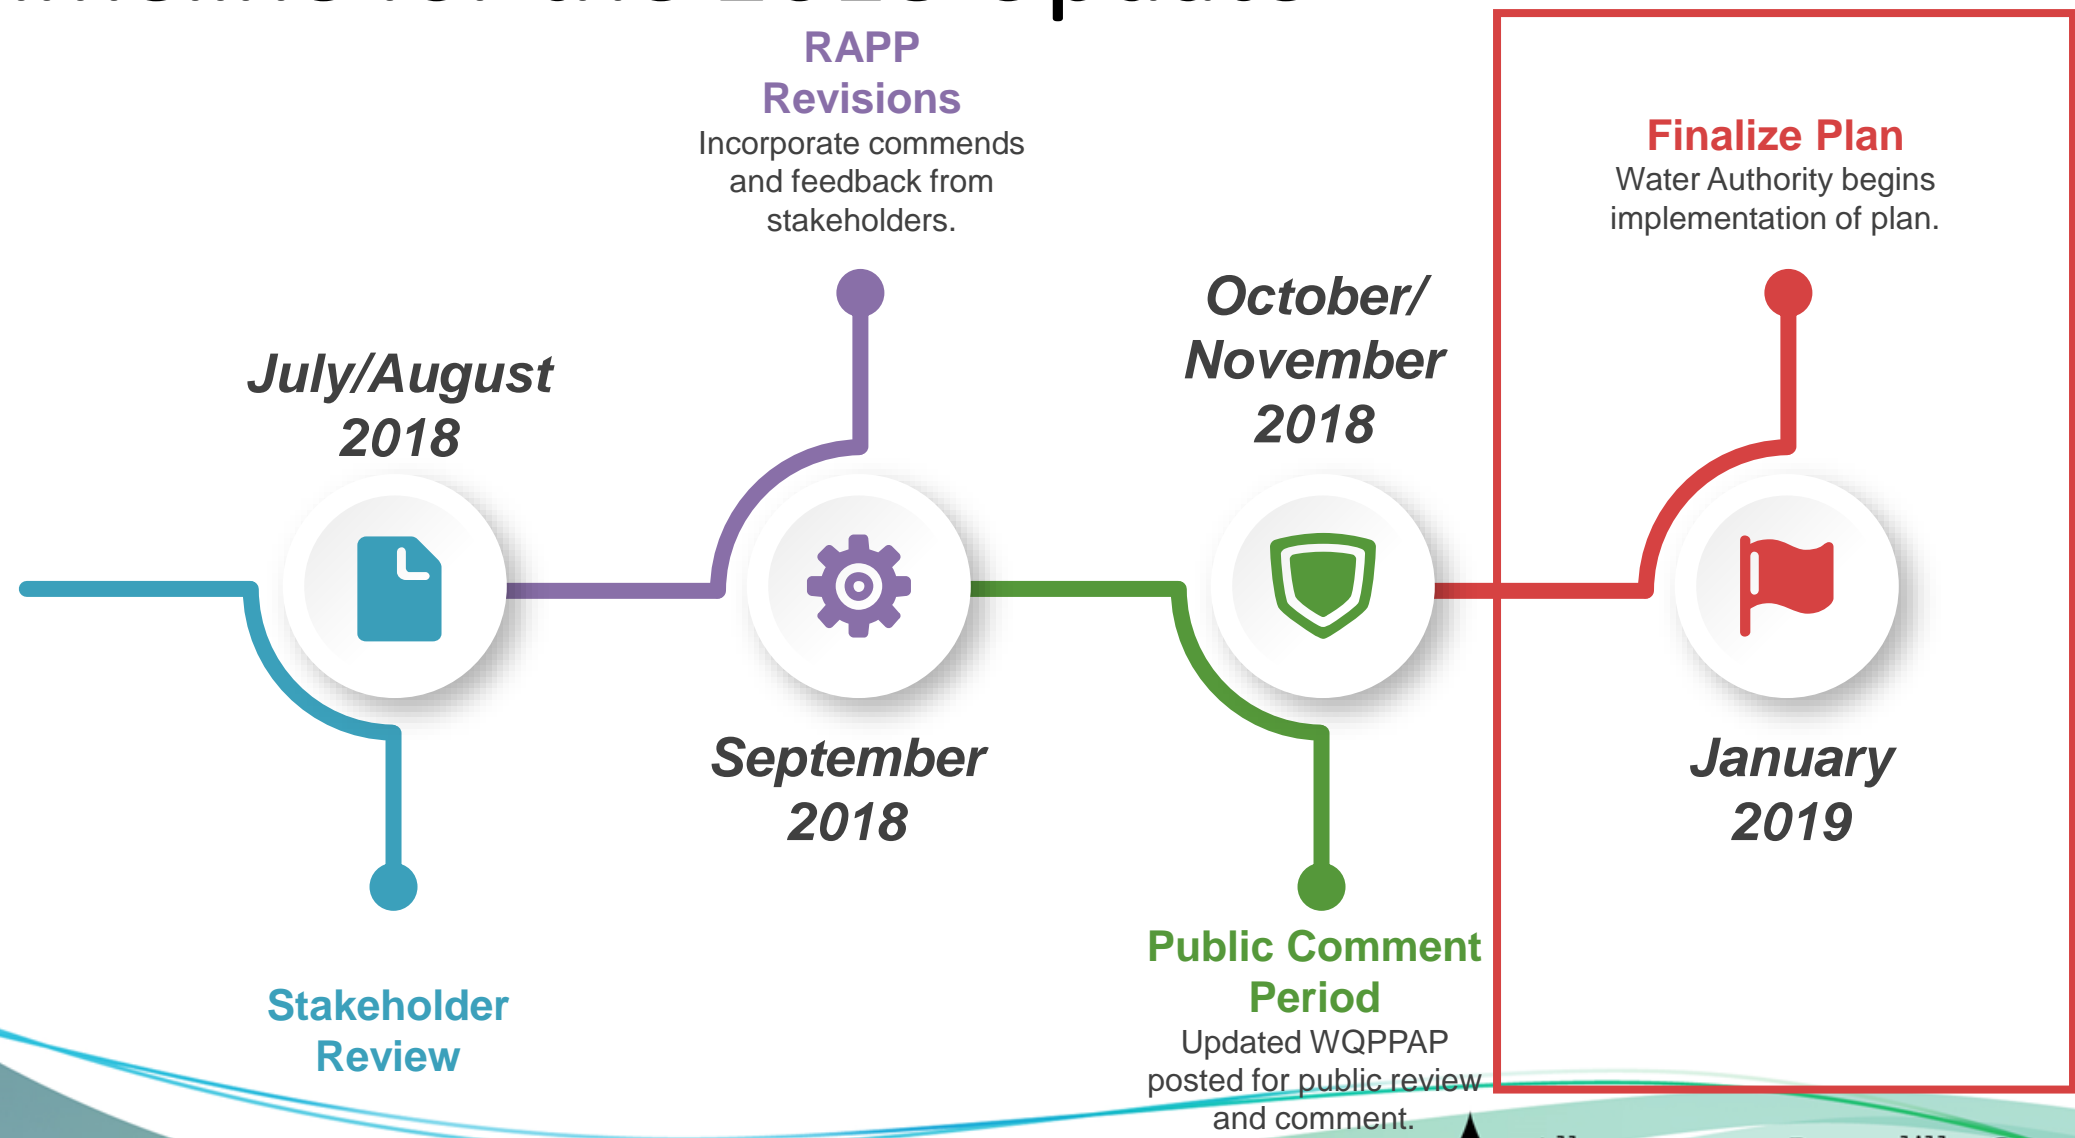 RAPP
Revisions
Incorporate commends
and feedback from
stakeholders.
Finalize Plan
Water Authority begins
implementation of plan.
July/August
2018
October/
November
2018
September
2018
January
2019
Stakeholder
Review
Public Comment
Period
Updated WQPPAP
posted for public review
and comment.